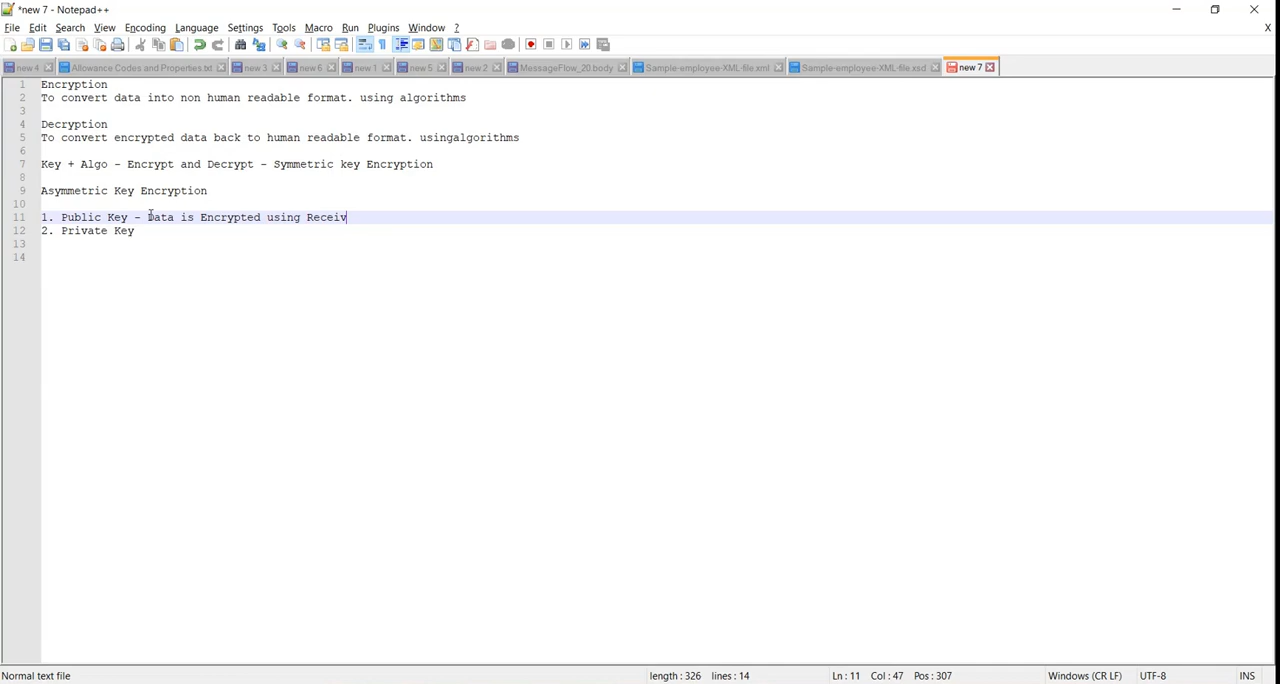 *new 7 - Notepad++
File Edit Search View Encoding Language Settings Tools Macro Run Plugins Window ? X
new 4 Allowance Codes and Properties.txt new 3 new 6 new 1 new 5 new 2 MessageFlow_20.body Sample-employee-XML-file.xml Sample-employee-XML-file.xsd new 7
1 Encryption
2 To convert data into non human readable format. using algorithms
3
4 Decryption
5 To convert encrypted data back to human readable format. usingalgorithms
6
7 Key + Algo - Encrypt and Decrypt - Symmetric key Encryption
8
9 Asymmetric Key Encryption
10
11 1. Public Key - Data is Encrypted using Receiv
12 2. Private Key
13
14
Normal text file length : 326 lines : 14 Ln : 11 Col : 47 Pos : 307 Windows (CR LF) UTF-8 INS